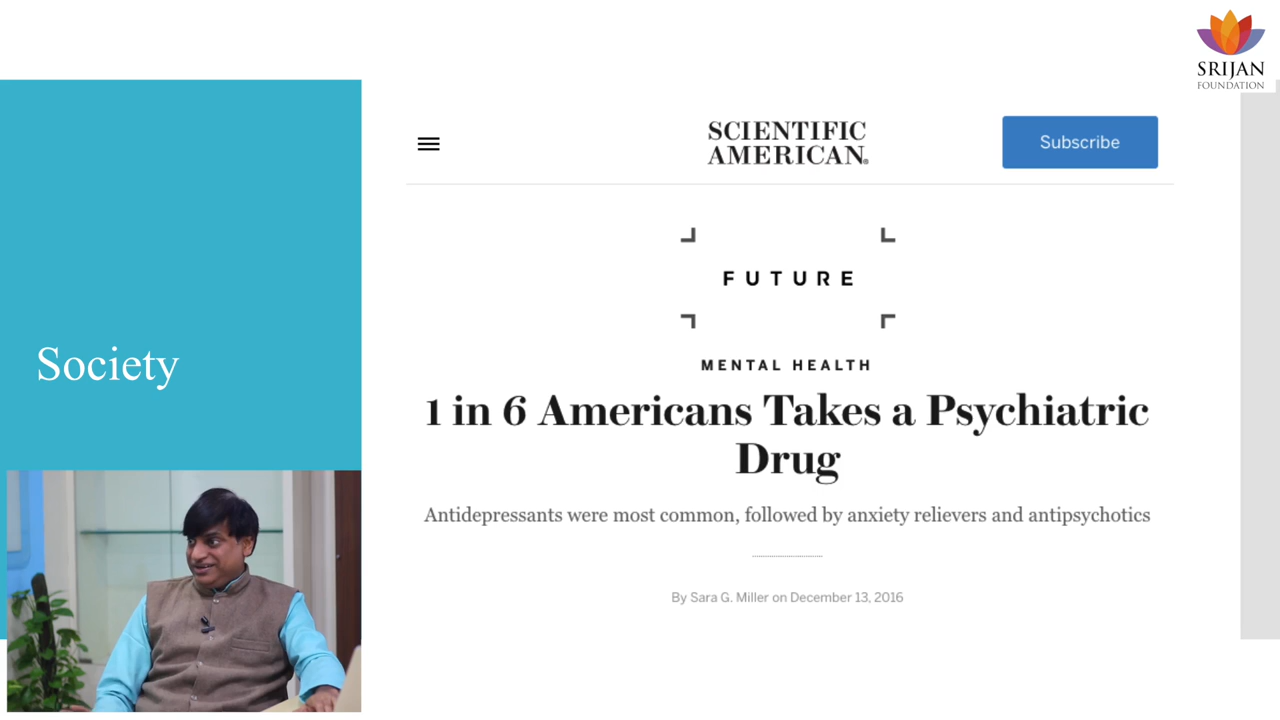 SRIJAN
FOUNDATION
SCIENTIFIC
AMERICAN®
Subscribe
FUTURE
Society
MENTAL HEALTH
1 in 6 Americans Takes a Psychiatric
Drug
Antidepressants were most common, followed by anxiety relievers and antipsychotics
By Sara G. Miller on December 13, 2016